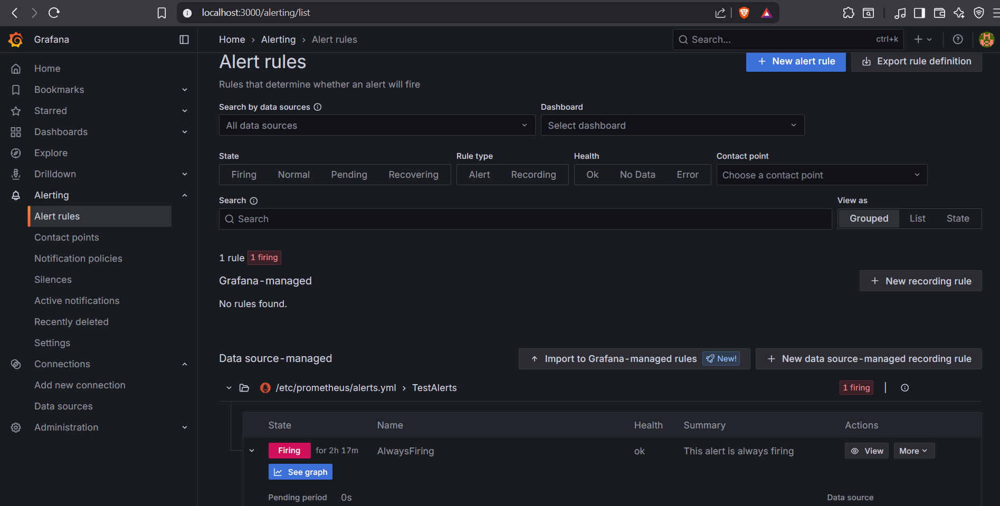 localhost:3000/alerting/list
Grafana
Home › Alerting › Alert rules
Search... ctrl+k
Home
Bookmarks
Starred
Dashboards
Explore
Drilldown
Alerting
Alert rules
Contact points
Notification policies
Silences
Active notifications
Recently deleted
Settings
Connections
Add new connection
Data sources
Administration
Alert rules
New alert rule
Export rule definition
Rules that determine whether an alert will fire
Search by data sources
Dashboard
All data sources
Select dashboard
State
Rule type
Health
Contact point
Firing Normal Pending Recovering
Alert Recording
Ok No Data Error
Choose a contact point
Search
View as
Search
Grouped List State
1 rule 1 firing
Grafana-managed
New recording rule
No rules found.
Data source-managed
Import to Grafana-managed rules New!
New data source-managed recording rule
/etc/prometheus/alerts.yml › TestAlerts
1 firing
State Name Health Summary Actions
Firing for 2h 17m AlwaysFiring ok This alert is always firing View More
See graph
Pending period 0s Data source